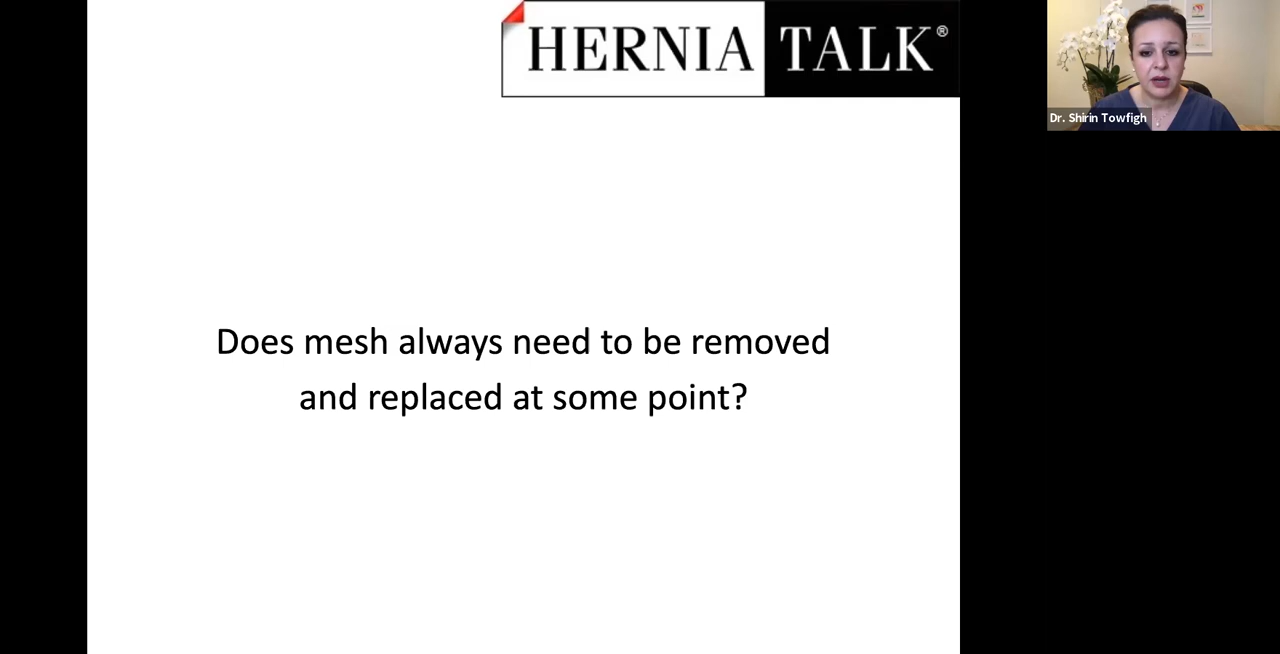 HERNIA TALK®
Dr. Shirin Towfigh
Does mesh always need to be removed
and replaced at some point?